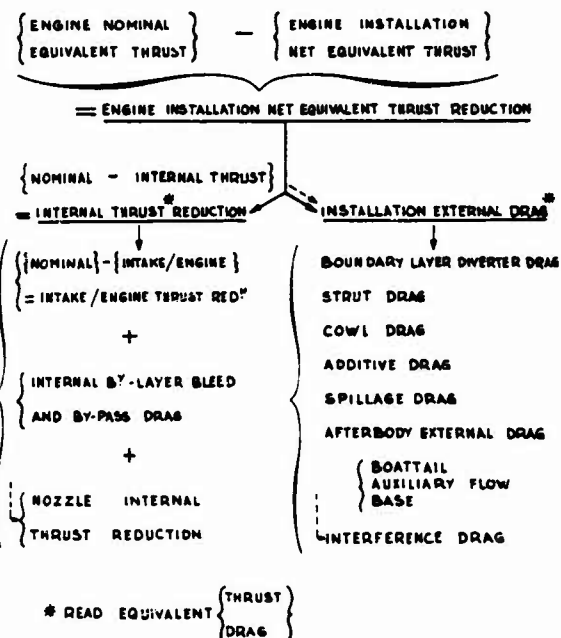 {ENGINE NOMINAL EQUIVALENT THRUST} - {ENGINE INSTALLATION NET EQUIVALENT THRUST}
= ENGINE INSTALLATION NET EQUIVALENT THRUST REDUCTION
{NOMINAL - INTERNAL THRUST}
= INTERNAL THRUST* REDUCTION
{NOMINAL} - {INTAKE/ENGINE}
= INTAKE/ENGINE THRUST REDⁿ
+
INTERNAL Bʸ-LAYER BLEED
AND BY-PASS DRAG
+
NOZZLE INTERNAL
THRUST REDUCTION
INSTALLATION EXTERNAL DRAG*
BOUNDARY LAYER DIVERTER DRAG
STRUT DRAG
COWL DRAG
ADDITIVE DRAG
SPILLAGE DRAG
AFTERBODY EXTERNAL DRAG
BOATTAIL
AUXILIARY FLOW
BASE
INTERFERENCE DRAG
* READ EQUIVALENT {THRUST
DRAG}